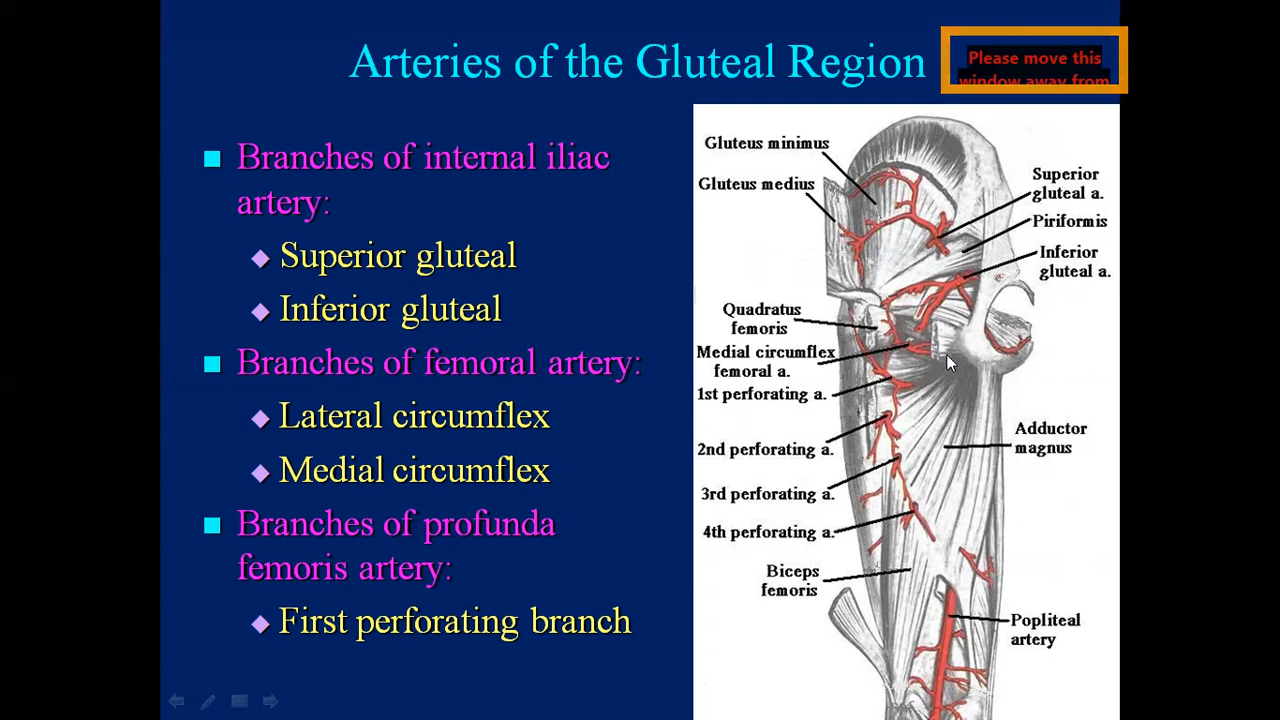 Arteries of the Gluteal Region
Please move this
window away from
Branches of internal iliac
artery:
Superior gluteal
Inferior gluteal
Branches of femoral artery:
Lateral circumflex
Medial circumflex
Branches of profunda
femoris artery:
First perforating branch
Gluteus minimus
Gluteus medius
Superior
gluteal a.
Piriformis
Inferior
gluteal a.
Quadratus
femoris
Medial circumflex
femoral a.
1st perforating a.
2nd perforating a.
3rd perforating a.
4th perforating a.
Adductor
magnus
Biceps
femoris
Popliteal
artery